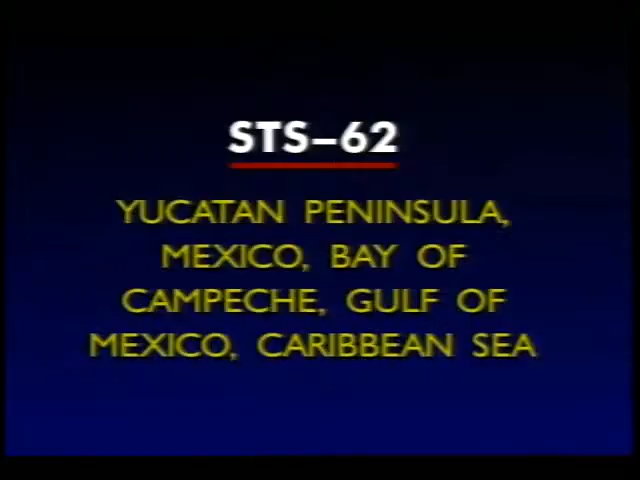 STS–62
YUCATAN PENINSULA,
MEXICO, BAY OF
CAMPECHE, GULF OF
MEXICO, CARIBBEAN SEA